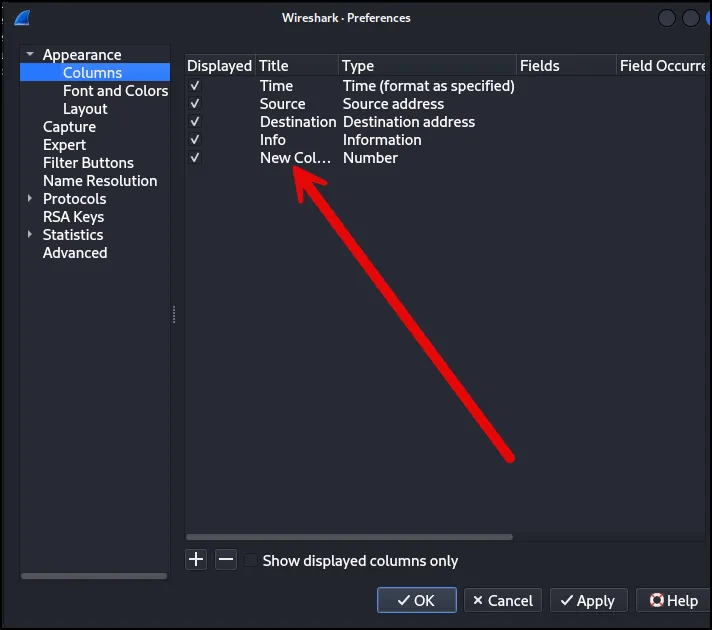 Wireshark · Preferences
Appearance
Columns
Font and Colors
Layout
Capture
Expert
Filter Buttons
Name Resolution
Protocols
RSA Keys
Statistics
Advanced
Displayed Title Type Fields Field Occurre
Time Time (format as specified)
Source Source address
Destination Destination address
Info Information
New Col... Number
Show displayed columns only
OK Cancel Apply Help